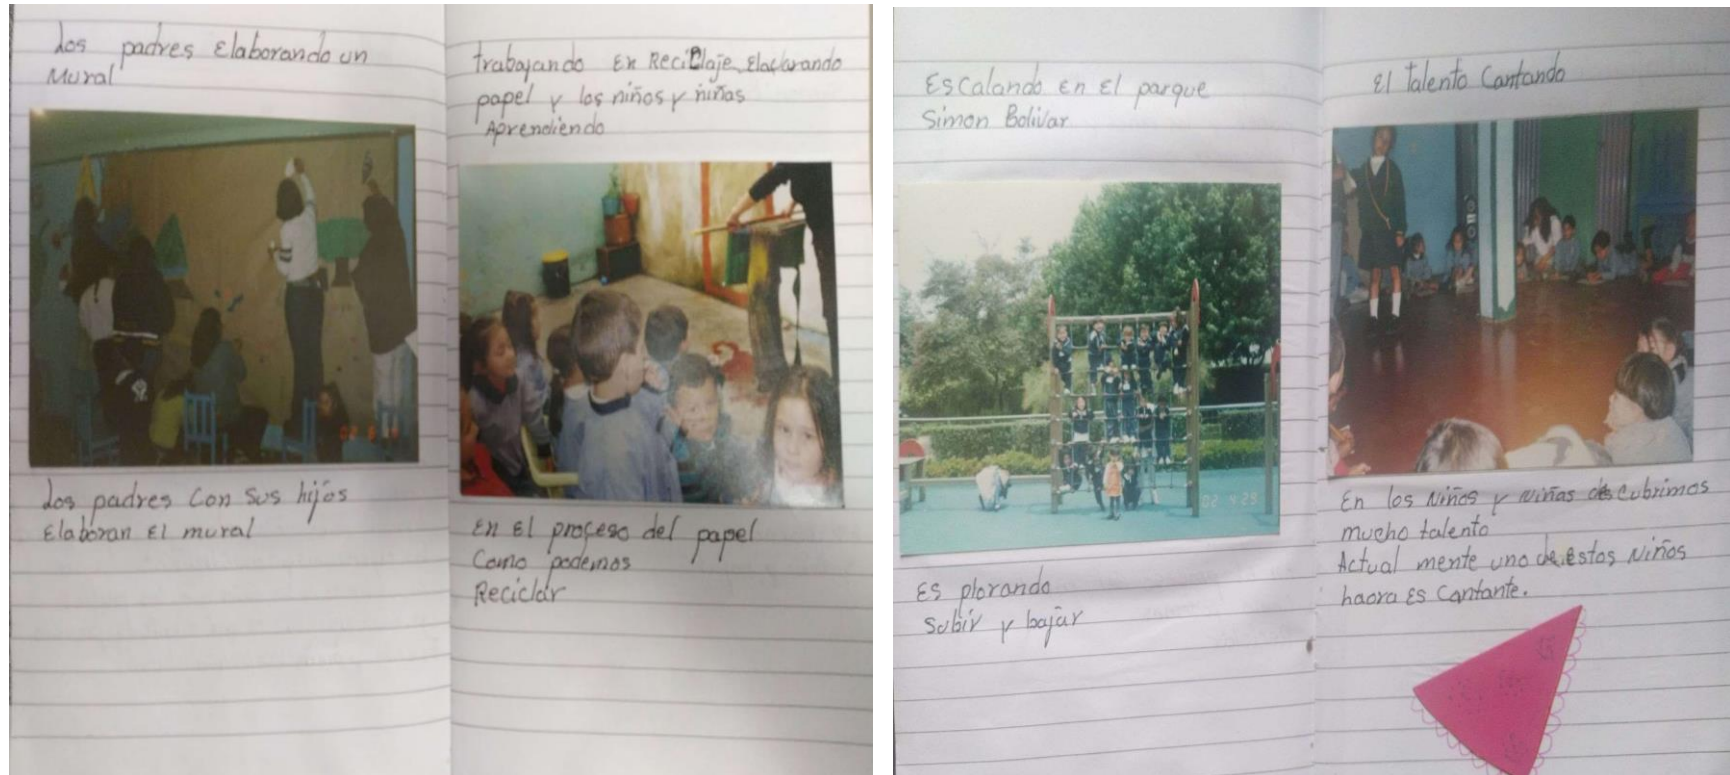 Los padres Elaborando un
Mural
Los padres Con Sus hijos
Elaboran El mural
trabajando En Reciclaje, Elaborando
papel y los niños y niñas
Aprendiendo
En El proceso del papel
Como podemos
Reciclar
EsCalando En El parque
Simon Bolivar
02 4 29
Es plorando
Subir y bajar
El talento Cantando
En los Niños y Niñas descubrimos
mucho talento
Actual mente uno de estos Niños
haora Es Cantante.